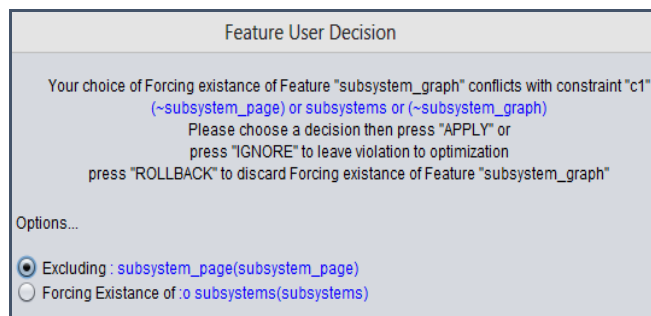 Feature User Decision
Your choice of Forcing existance of Feature "subsystem_graph" conflicts with constraint "c1"
(~subsystem_page) or subsystems or (~subsystem_graph)
Please choose a decision then press "APPLY" or
press "IGNORE" to leave violation to optimization
press "ROLLBACK" to discard Forcing existance of Feature "subsystem_graph"
Options...
Excluding : subsystem_page(subsystem_page)
Forcing Existance of :o subsystems(subsystems)